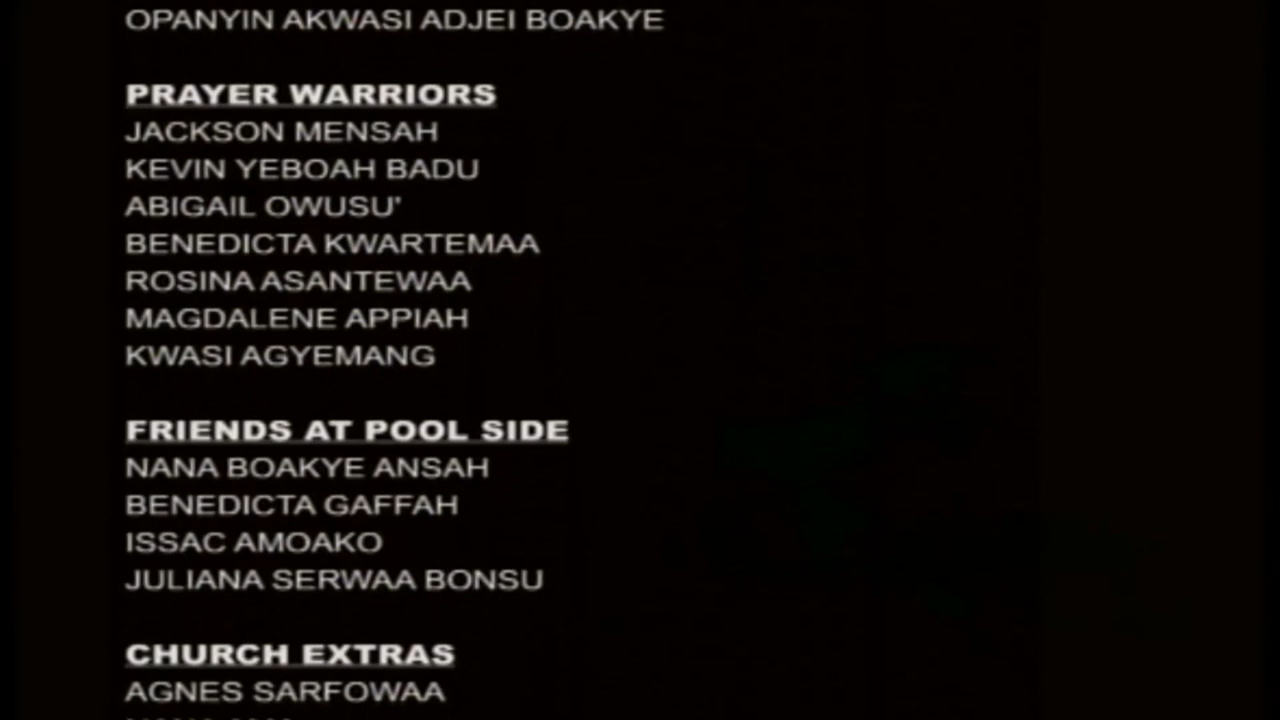 OPANYIN AKWASI ADJEI BOAKYE
PRAYER WARRIORS
JACKSON MENSAH
KEVIN YEBOAH BADU
ABIGAIL OWUSU'
BENEDICTA KWARTEMAA
ROSINA ASANTEWAA
MAGDALENE APPIAH
KWASI AGYEMANG
FRIENDS AT POOL SIDE
NANA BOAKYE ANSAH
BENEDICTA GAFFAH
ISSAC AMOAKO
JULIANA SERWAA BONSU
CHURCH EXTRAS
AGNES SARFOWAA